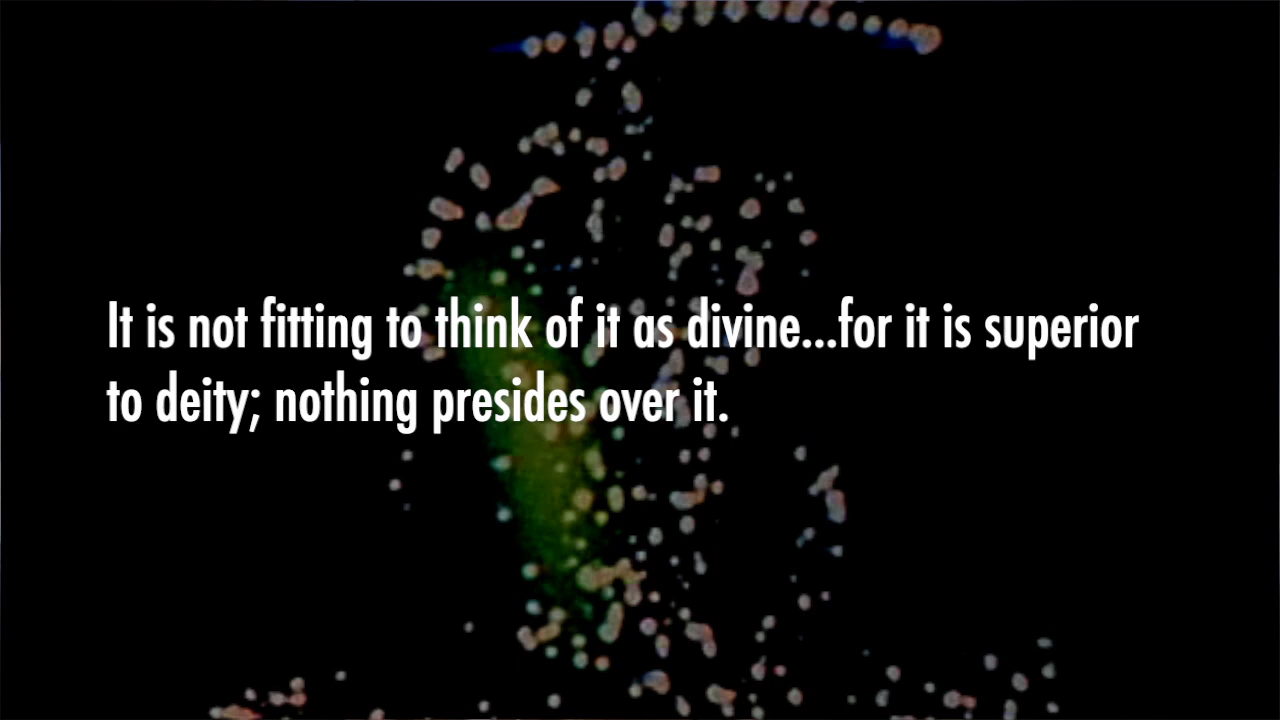 It is not fitting to think of it as divine...for it is superior
to deity; nothing presides over it.